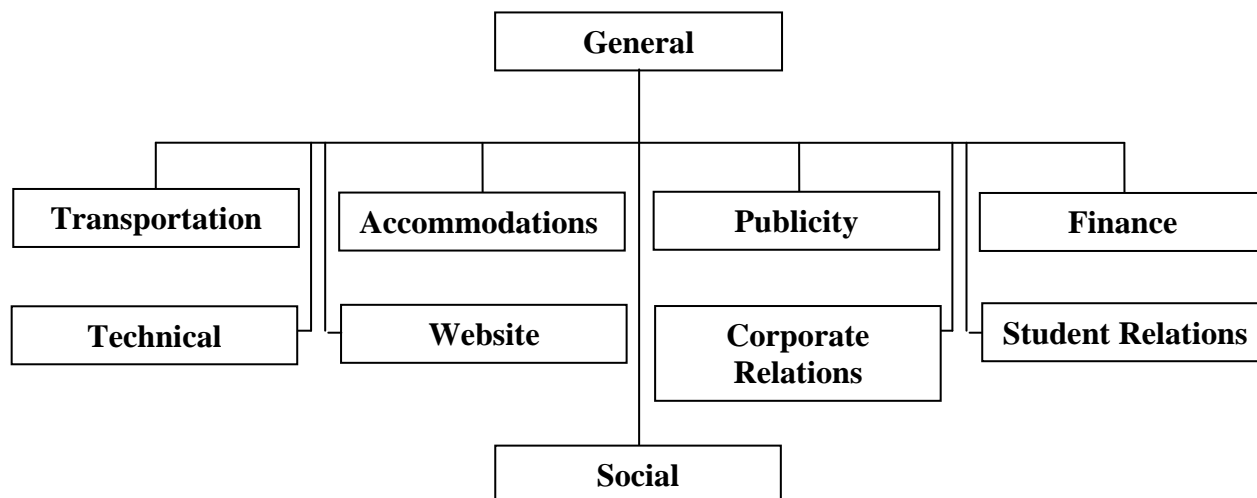 General
Transportation
Accommodations
Publicity
Finance
Technical
Website
Corporate
Relations
Student Relations
Social